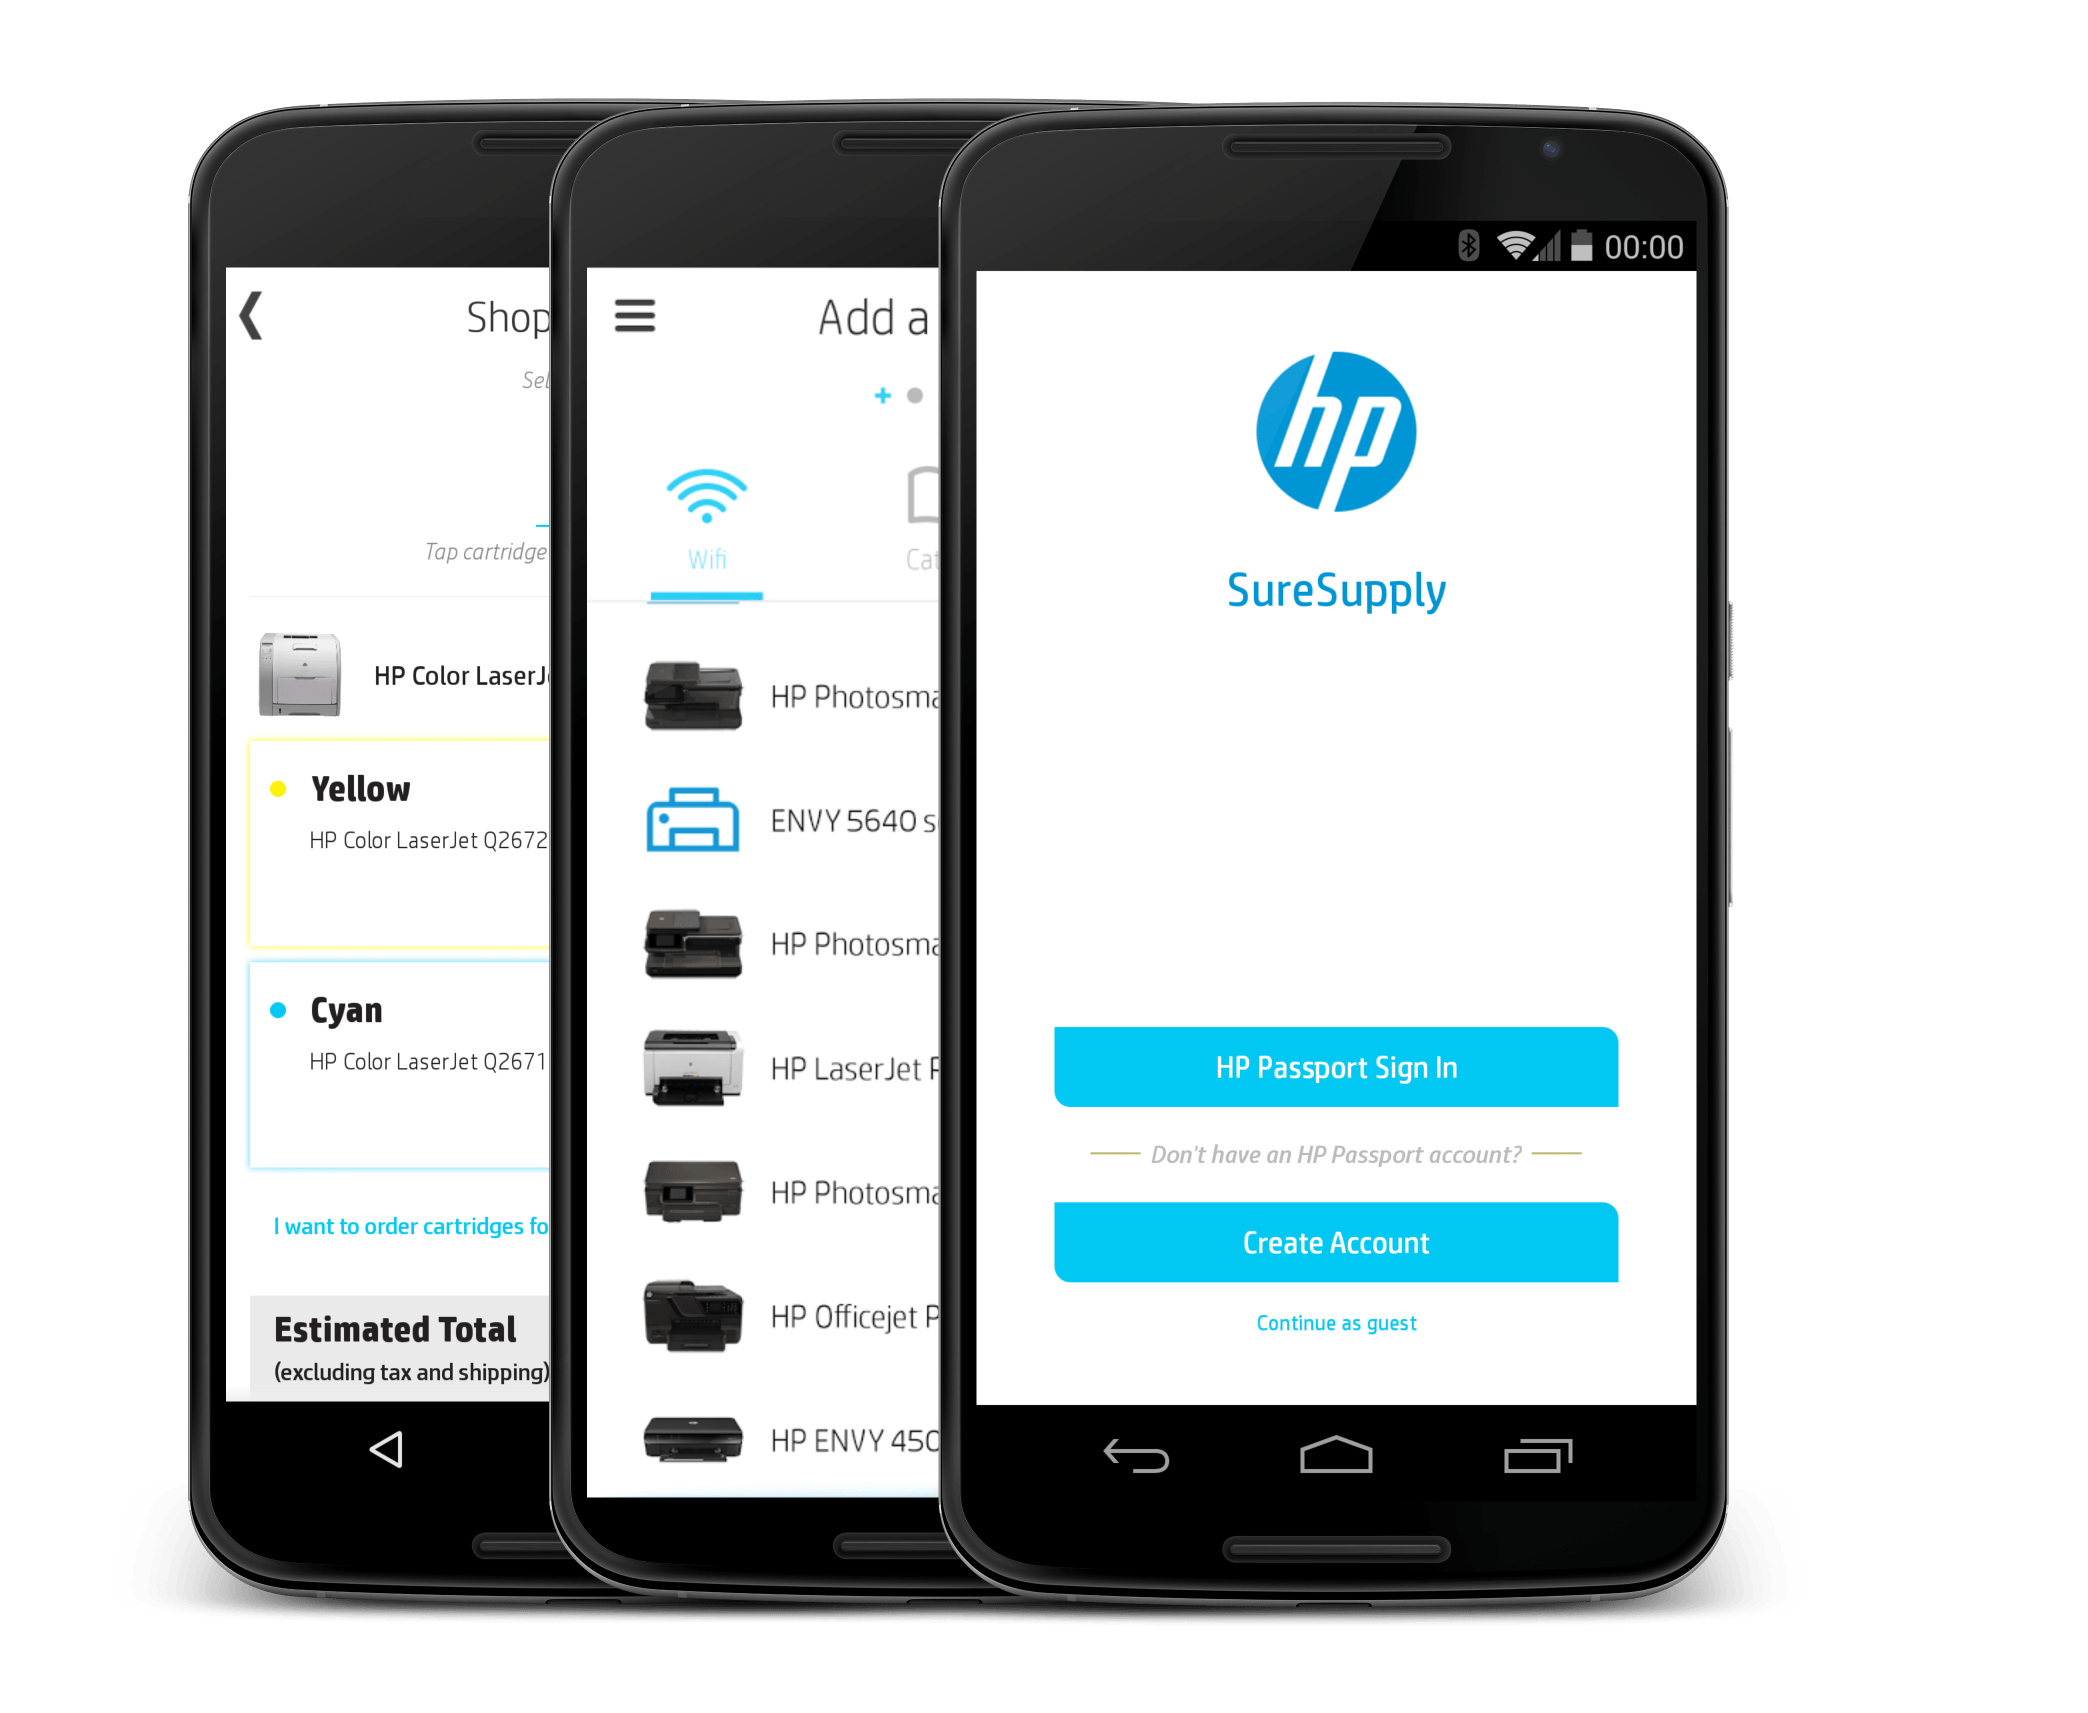 Shop
Tap cartridge
HP Color Laser
Yellow
HP Color LaserJet Q2672
Cyan
HP Color LaserJet Q2671
I want to order cartridges fo
Estimated Total
(excluding tax and shipping)
Add a
Wifi
Cat
HP Photosma
ENVY 5640 s
HP Photosma
HP LaserJet P
HP Photosma
HP Officejet P
HP ENVY 450
00:00
hp
SureSupply
HP Passport Sign In
Don't have an HP Passport account?
Create Account
Continue as guest